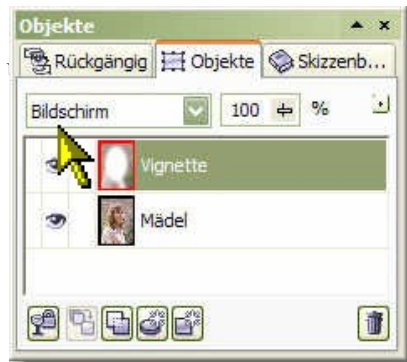 Objekte
Rückgängig Objekte Skizzenb...
Bildschirm 100 %
Vignette
Mädel